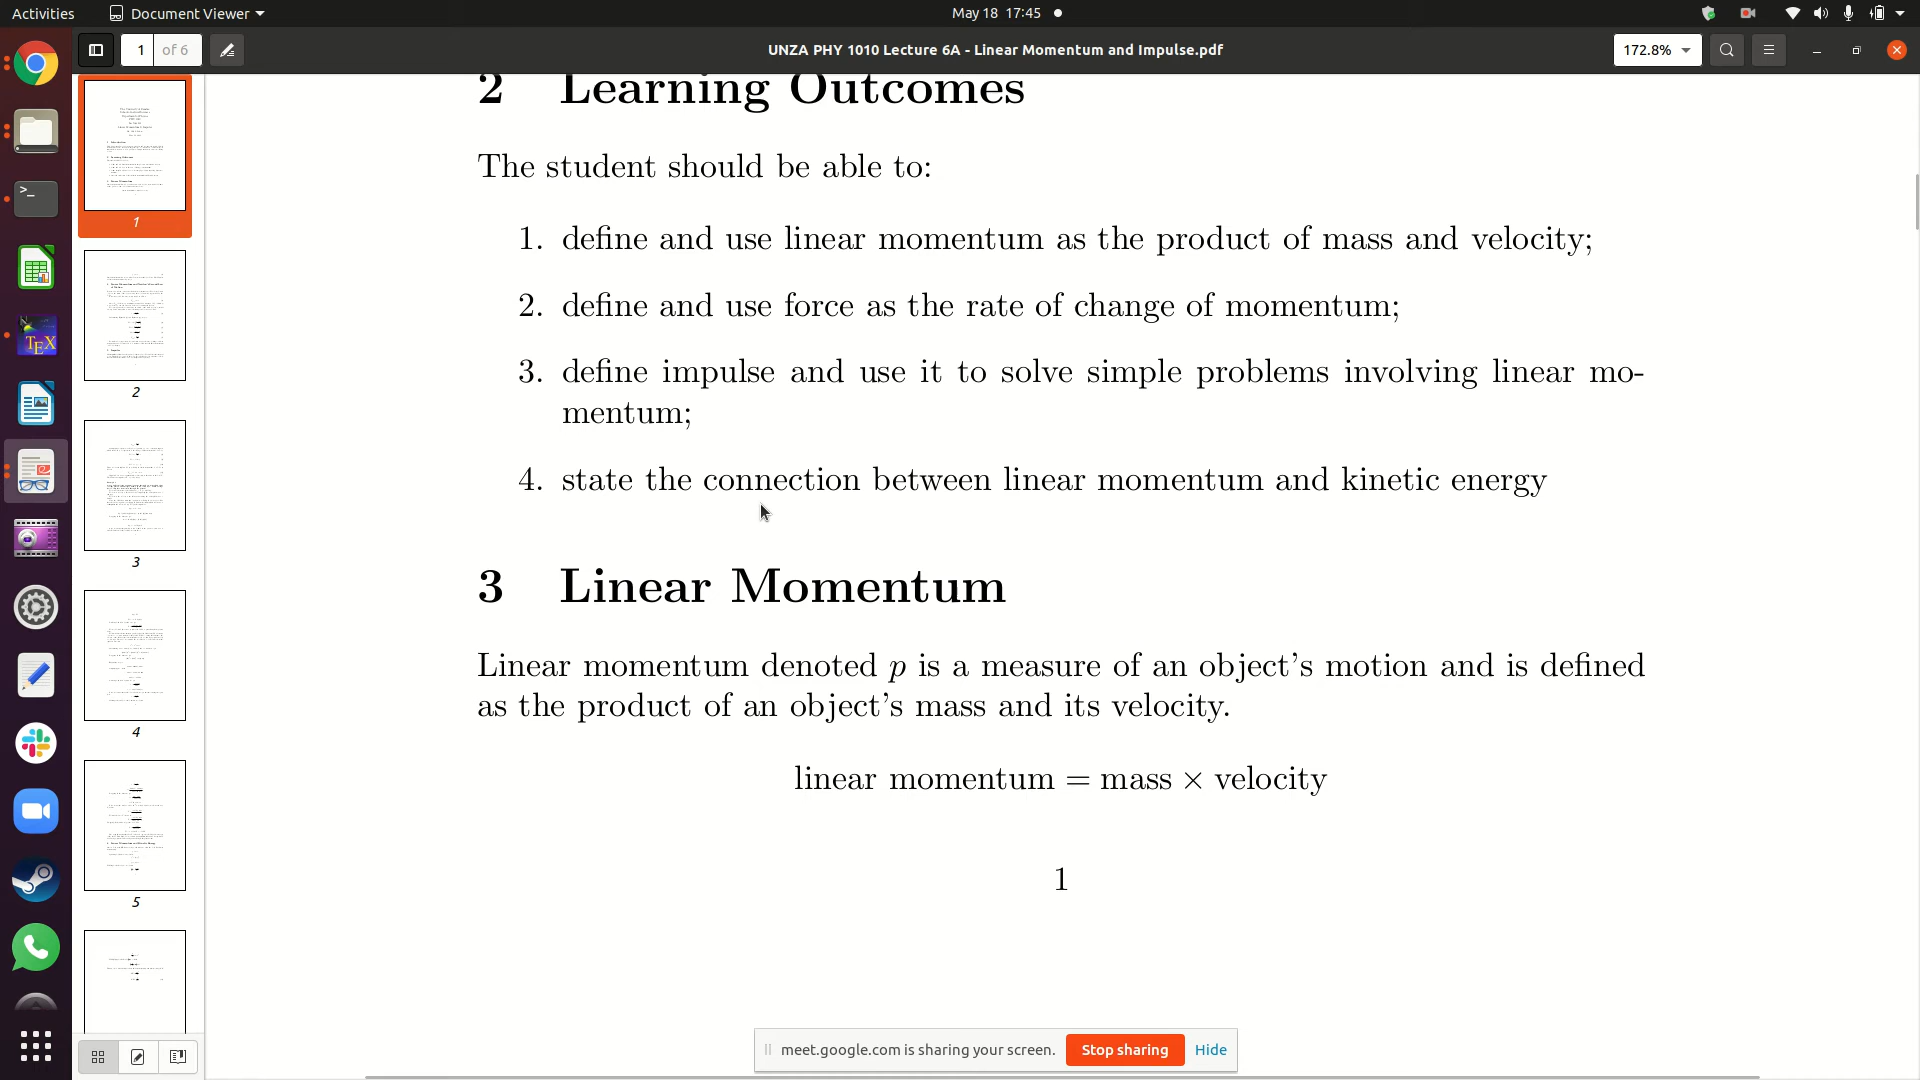 Activities
Document Viewer
May 18 17:45
1 of 6
UNZA PHY 1010 Lecture 6A - Linear Momentum and Impulse.pdf
172.8%
2 Learning Outcomes
The student should be able to:
1. define and use linear momentum as the product of mass and velocity;
2. define and use force as the rate of change of momentum;
3. define impulse and use it to solve simple problems involving linear mo-
mentum;
4. state the connection between linear momentum and kinetic energy
3 Linear Momentum
Linear momentum denoted p is a measure of an object's motion and is defined
as the product of an object's mass and its velocity.
linear momentum = mass × velocity
1
1
2
3
4
5
>_
TEX
meet.google.com is sharing your screen.
Stop sharing
Hide